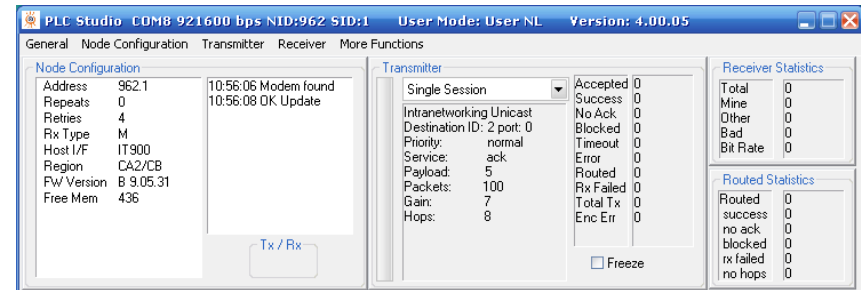 PLC Studio COM8 921600 bps NID:962 SID:1 User Mode: User NL Version: 4.00.05
General Node Configuration Transmitter Receiver More Functions
Node Configuration
Address 962.1
Repeats 0
Retries 4
Rx Type M
Host I/F IT900
Region CA2/CB
FW Version B 9.05.31
Free Mem 436
10:56:06 Modem found
10:56:08 OK Update
Tx / Rx
Transmitter
Single Session
Intranetworking Unicast
Destination ID: 2 port: 0
Priority: normal
Service: ack
Payload: 5
Packets: 100
Gain: 7
Hops: 8
Accepted 0
Success 0
No Ack 0
Blocked 0
Timeout 0
Error 0
Routed 0
Rx Failed 0
Total Tx 0
Enc Err 0
Freeze
Receiver Statistics
Total 0
Mine 0
Other 0
Bad 0
Bit Rate 0
Routed Statistics
Routed 0
success 0
no ack 0
blocked 0
rx failed 0
no hops 0